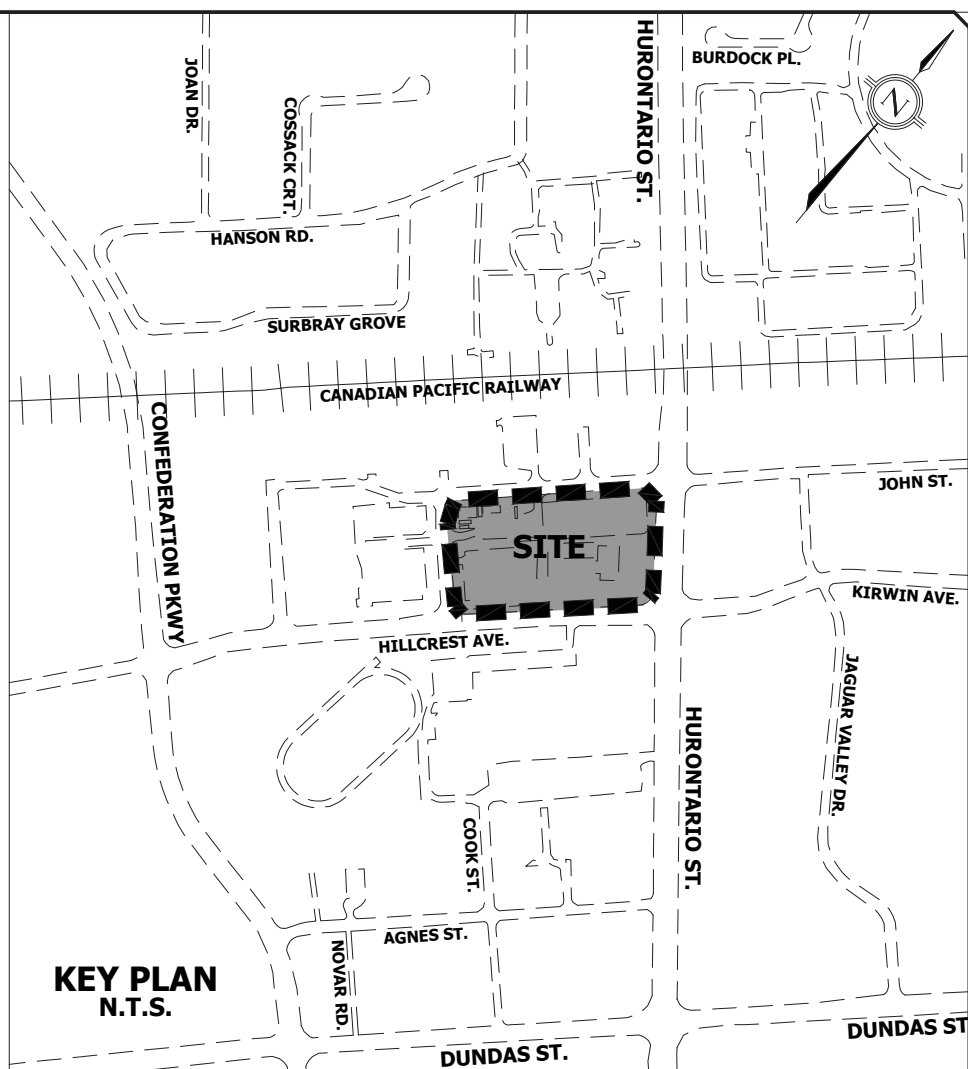 HURONTARIO ST.
BURDOCK PL.
JOAN DR.
COSSACK CRT.
N
HANSON RD.
SURBRAY GROVE
CANADIAN PACIFIC RAILWAY
CONFEDERATION PKWY
JOHN ST.
SITE
KIRWIN AVE.
HILLCREST AVE.
JAGUAR VALLEY DR.
HURONTARIO ST.
COOK ST.
AGNES ST.
NOVAR RD.
KEY PLAN
N.T.S.
DUNDAS ST.
DUNDAS ST